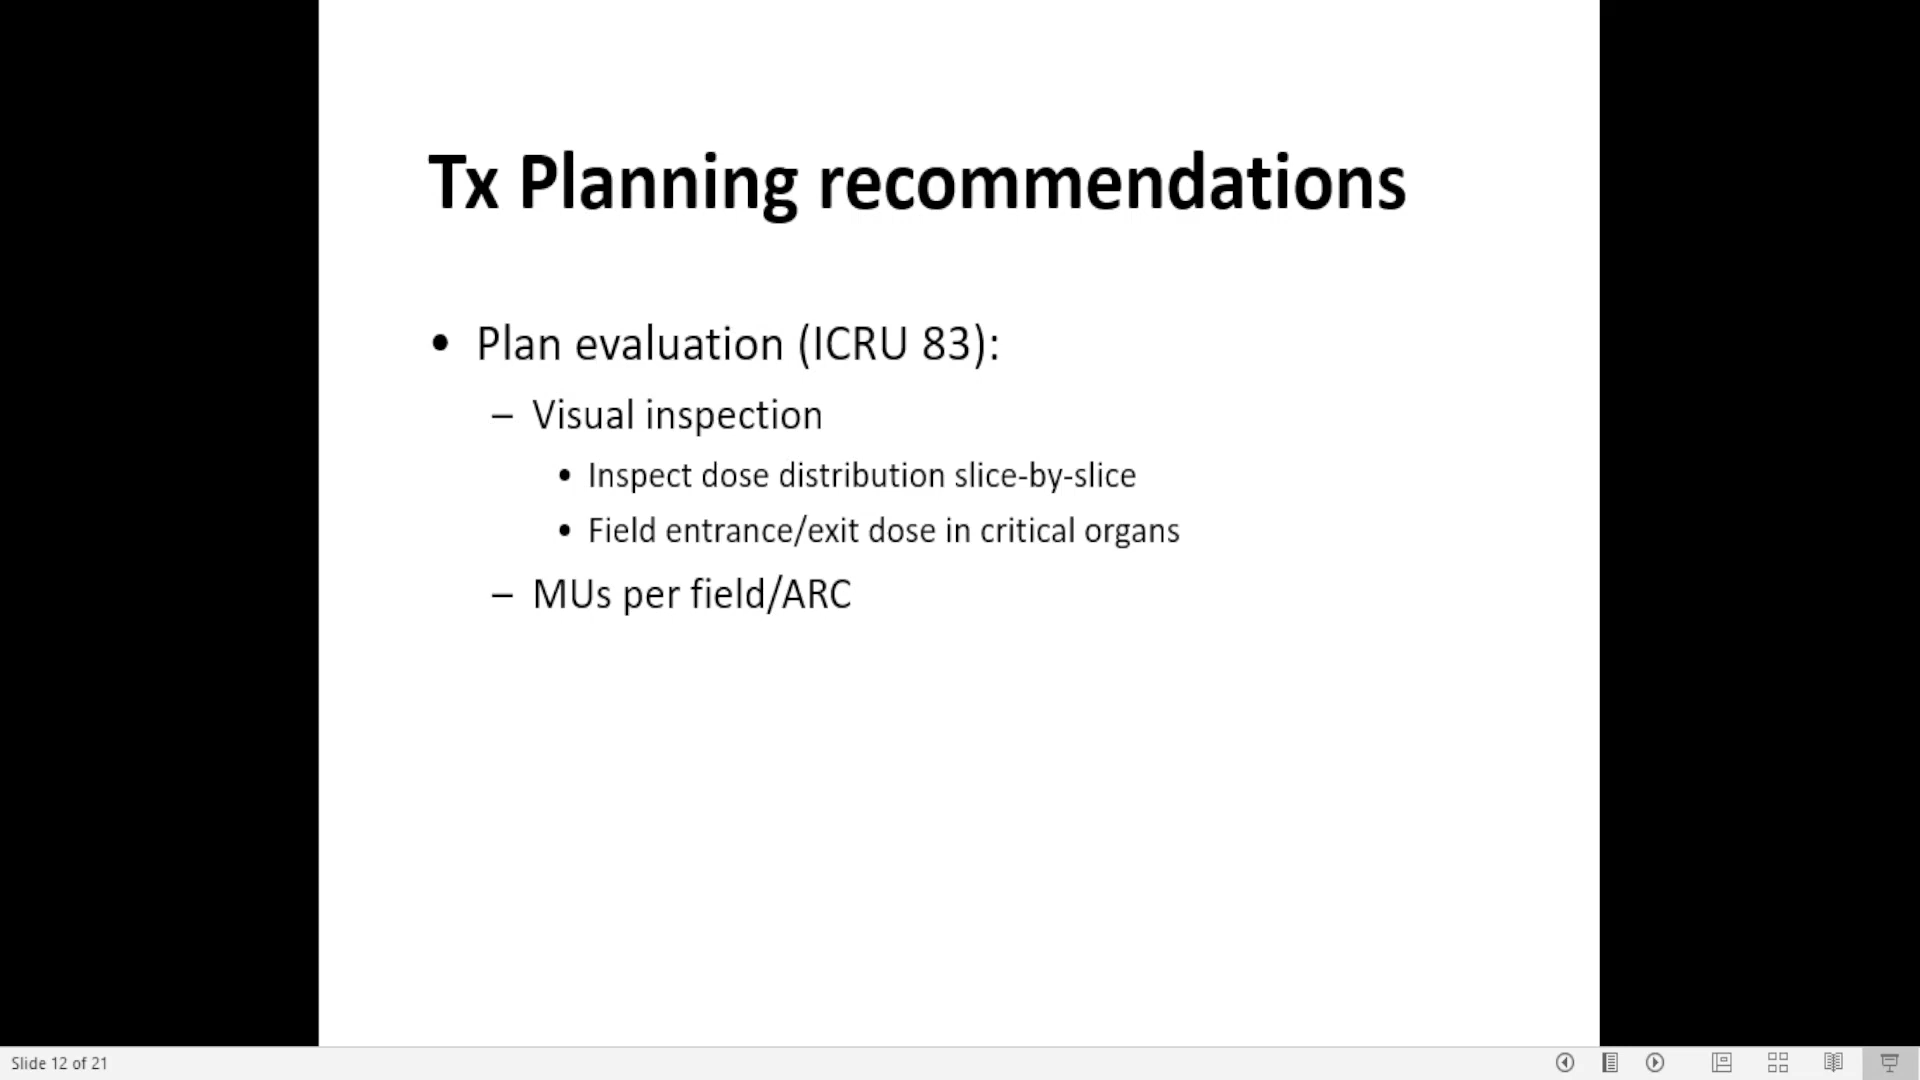 Tx Planning recommendations
• Plan evaluation (ICRU 83):
– Visual inspection
• Inspect dose distribution slice-by-slice
• Field entrance/exit dose in critical organs
– MUs per field/ARC
Slide 12 of 21